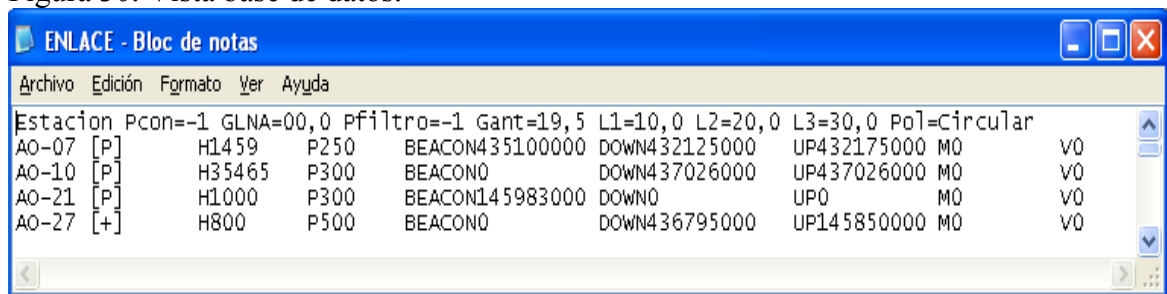 ENLACE - Bloc de notas
Archivo Edición Formato Ver Ayuda
Estacion Pcon=-1 GLNA=00,0 Pfiltro=-1 Gant=19,5 L1=10,0 L2=20,0 L3=30,0 Pol=Circular
AO-07 [P] H1459 P250 BEACON435100000 DOWN432125000 UP432175000 M0 V0
AO-10 [P] H35465 P300 BEACON0 DOWN437026000 UP437026000 M0 V0
AO-21 [P] H1000 P300 BEACON145983000 DOWN0 UP0 M0 V0
AO-27 [+] H800 P500 BEACON0 DOWN436795000 UP145850000 M0 V0